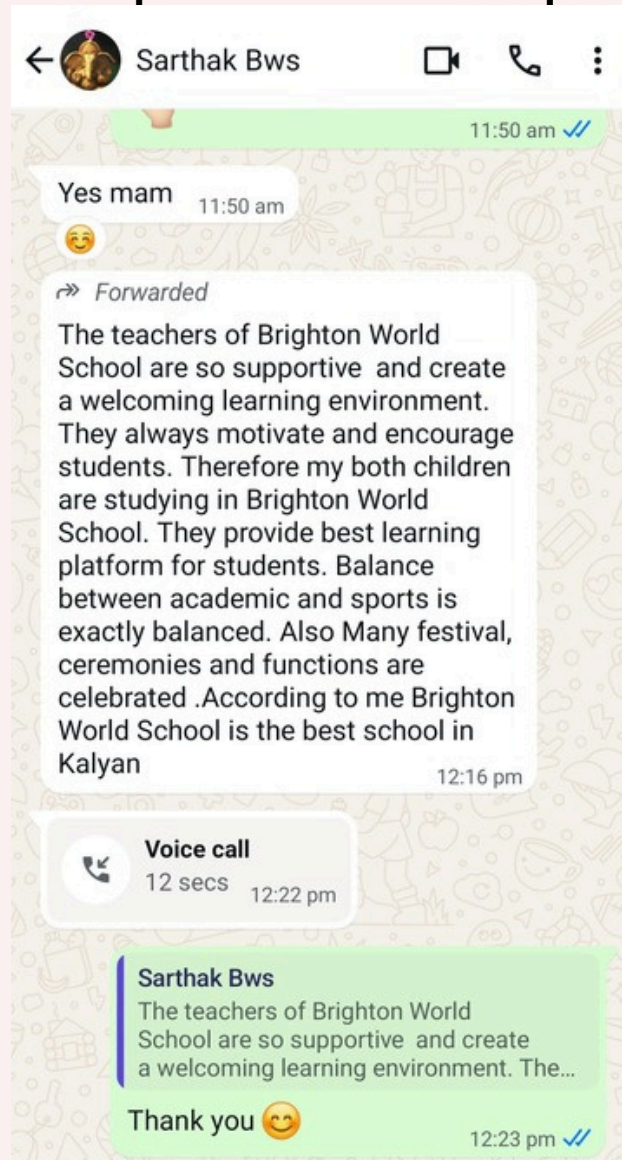 Sarthak Bws
11:50 am
Yes mam 11:50 am
Forwarded
The teachers of Brighton World
School are so supportive  and create
a welcoming learning environment.
They always motivate and encourage
students. Therefore my both children
are studying in Brighton World
School. They provide best learning
platform for students. Balance
between academic and sports is
exactly balanced. Also Many festival,
ceremonies and functions are
celebrated .According to me Brighton
World School is the best school in
Kalyan
12:16 pm
Voice call
12 secs 12:22 pm
Sarthak Bws
The teachers of Brighton World
School are so supportive  and create
a welcoming learning environment. The...
Thank you 😊
12:23 pm